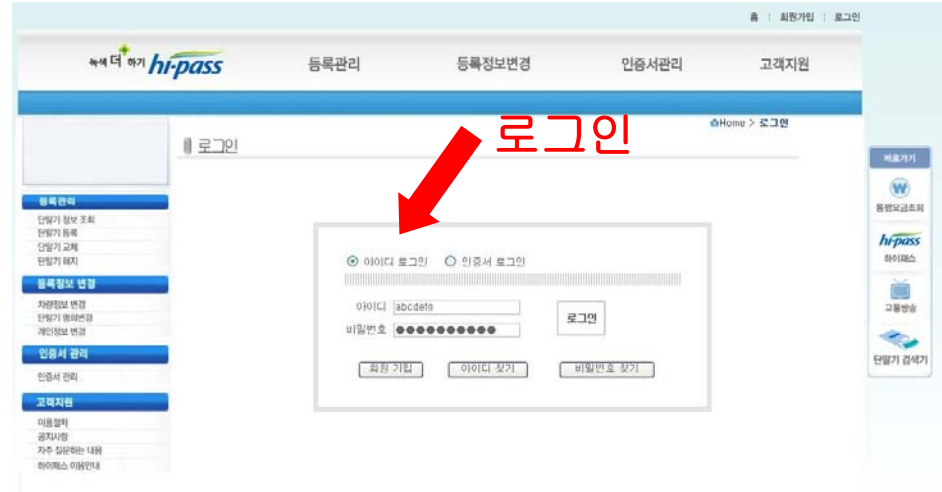 홈 | 회원가입 | 로그인
녹색 더 하기 hi-pass
등록관리 등록정보변경 인증서관리 고객지원
Home > 로그인
로그인
로그인
바로가기
통행요금조회
hi-pass
하이패스
교통방송
단말기 검색기
등록관리
단말기 정보 조회
단말기 등록
단말기 교체
단말기 해지
등록정보 변경
차량정보 변경
단말기 명의변경
개인정보 변경
인증서 관리
인증서 관리
고객지원
이용절차
공지사항
자주 질문하는 내용
하이패스 이용안내
아이디 로그인 인증서 로그인
아이디 abcdefg
비밀번호 ●●●●●●●●●●
로그인
회원 가입 아이디 찾기 비밀번호 찾기